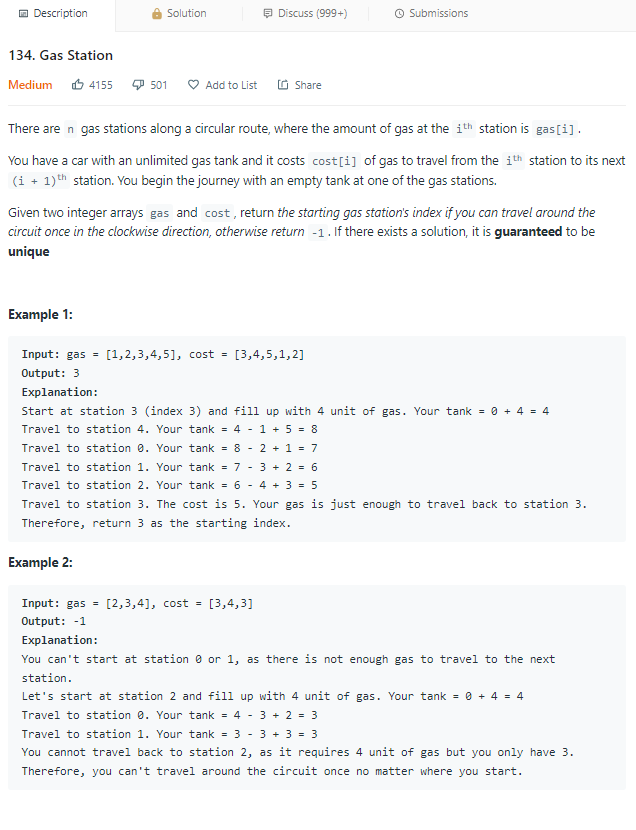 Description Solution Discuss (999+) Submissions
134. Gas Station
Medium 4155 501 Add to List Share
There are n gas stations along a circular route, where the amount of gas at the ith station is gas[i].
You have a car with an unlimited gas tank and it costs cost[i] of gas to travel from the ith station to its next
(i + 1)th station. You begin the journey with an empty tank at one of the gas stations.
Given two integer arrays gas and cost, return the starting gas station's index if you can travel around the
circuit once in the clockwise direction, otherwise return -1. If there exists a solution, it is guaranteed to be
unique
Example 1:
Input: gas = [1,2,3,4,5], cost = [3,4,5,1,2]
Output: 3
Explanation:
Start at station 3 (index 3) and fill up with 4 unit of gas. Your tank = 0 + 4 = 4
Travel to station 4. Your tank = 4 - 1 + 5 = 8
Travel to station 0. Your tank = 8 - 2 + 1 = 7
Travel to station 1. Your tank = 7 - 3 + 2 = 6
Travel to station 2. Your tank = 6 - 4 + 3 = 5
Travel to station 3. The cost is 5. Your gas is just enough to travel back to station 3.
Therefore, return 3 as the starting index.
Example 2:
Input: gas = [2,3,4], cost = [3,4,3]
Output: -1
Explanation:
You can't start at station 0 or 1, as there is not enough gas to travel to the next
station.
Let's start at station 2 and fill up with 4 unit of gas. Your tank = 0 + 4 = 4
Travel to station 0. Your tank = 4 - 3 + 2 = 3
Travel to station 1. Your tank = 3 - 3 + 3 = 3
You cannot travel back to station 2, as it requires 4 unit of gas but you only have 3.
Therefore, you can't travel around the circuit once no matter where you start.